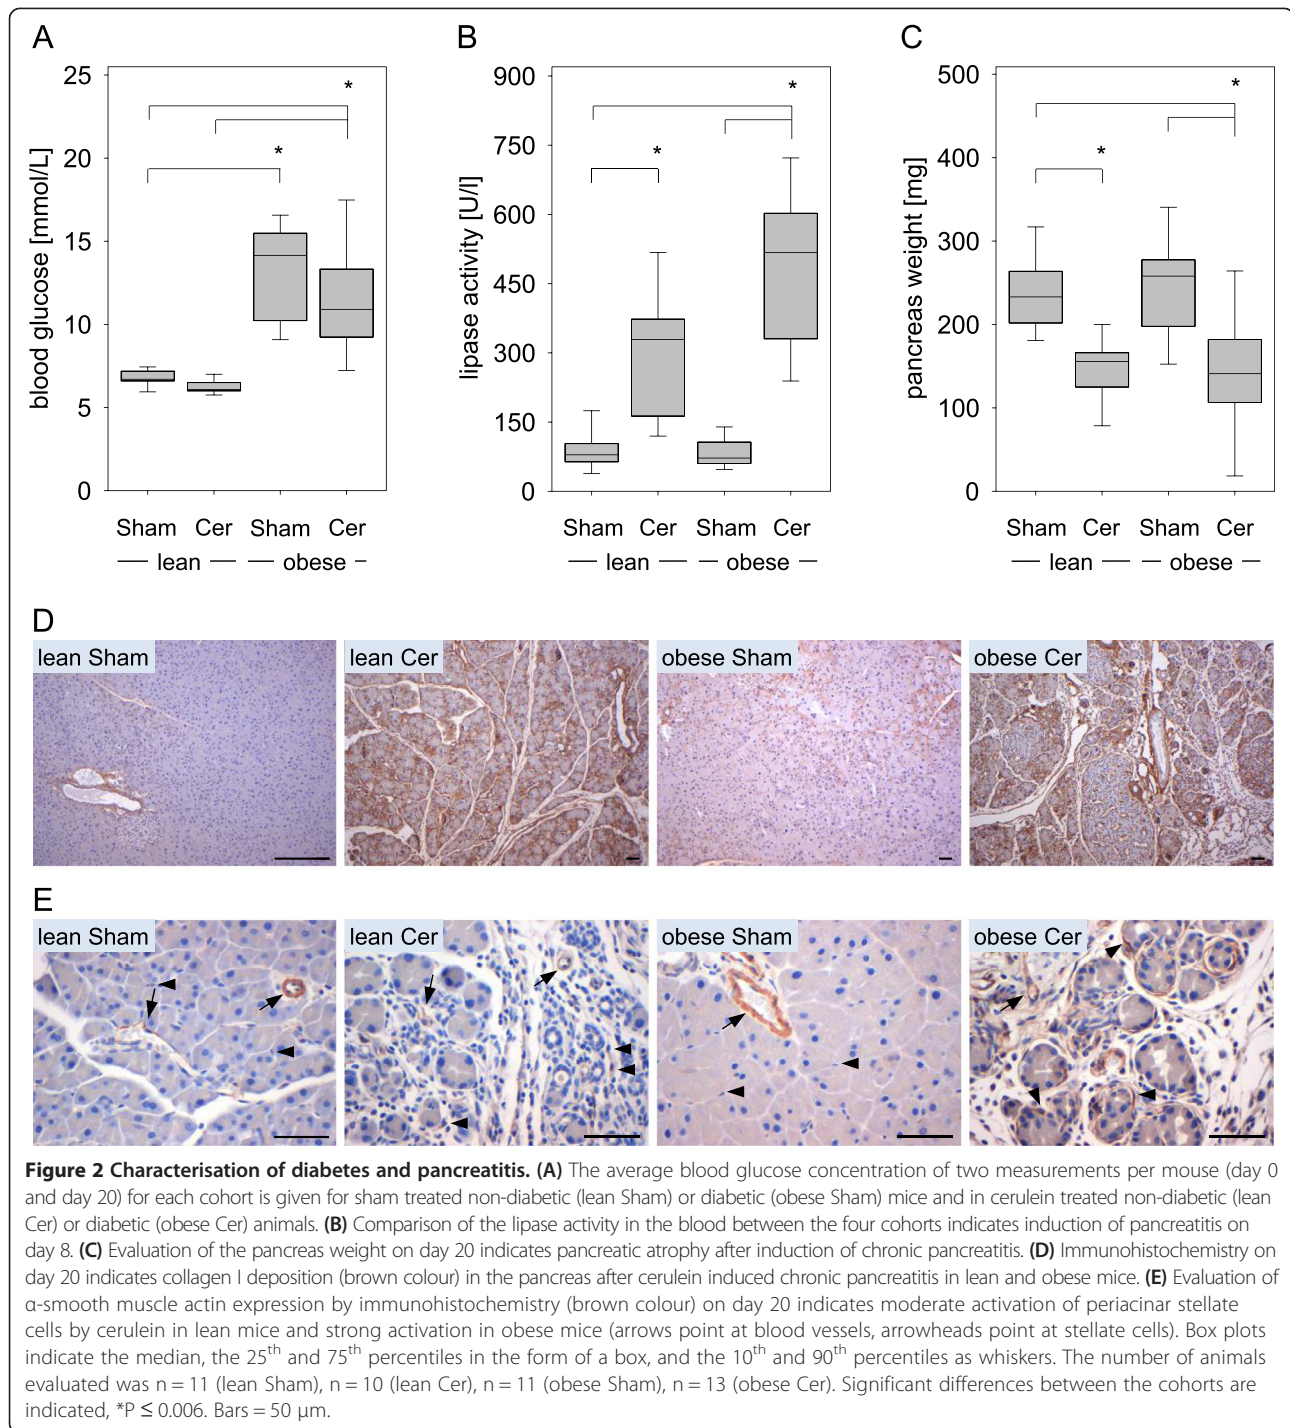 A
B
C
25
20
15
10
5
0
blood glucose [mmol/L]
*
*
Sham Cer Sham Cer
lean obese
900
750
600
450
300
150
0
lipase activity [U/l]
*
*
Sham Cer Sham Cer
lean obese
500
400
300
200
100
0
pancreas weight [mg]
*
*
Sham Cer Sham Cer
lean obese
D
lean Sham
lean Cer
obese Sham
obese Cer
E
lean Sham
lean Cer
obese Sham
obese Cer
Figure 2 Characterisation of diabetes and pancreatitis. (A) The average blood glucose concentration of two measurements per mouse (day 0
and day 20) for each cohort is given for sham treated non-diabetic (lean Sham) or diabetic (obese Sham) mice and in cerulein treated non-diabetic (lean
Cer) or diabetic (obese Cer) animals. (B) Comparison of the lipase activity in the blood between the four cohorts indicates induction of pancreatitis on
day 8. (C) Evaluation of the pancreas weight on day 20 indicates pancreatic atrophy after induction of chronic pancreatitis. (D) Immunohistochemistry on
day 20 indicates collagen I deposition (brown colour) in the pancreas after cerulein induced chronic pancreatitis in lean and obese mice. (E) Evaluation of
α-smooth muscle actin expression by immunohistochemistry (brown colour) on day 20 indicates moderate activation of periacinar stellate
cells by cerulein in lean mice and strong activation in obese mice (arrows point at blood vessels, arrowheads point at stellate cells). Box plots
indicate the median, the 25th and 75th percentiles in the form of a box, and the 10th and 90th percentiles as whiskers. The number of animals
evaluated was n = 11 (lean Sham), n = 10 (lean Cer), n = 11 (obese Sham), n = 13 (obese Cer). Significant differences between the cohorts are
indicated, *P ≤ 0.006. Bars = 50 μm.